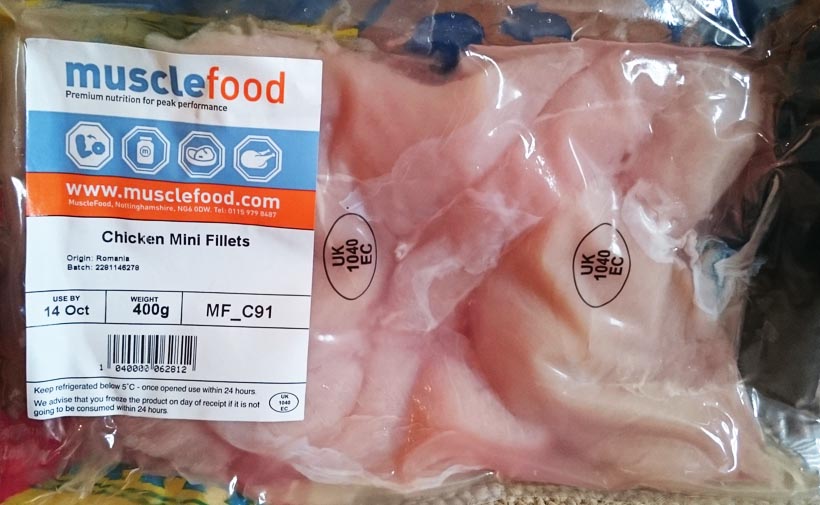 musclefood
Premium nutrition for peak performance
m
www.musclefood.com
MuscleFood, Nottinghamshire, NG6 0DW. Tel: 0115 979 0487
Chicken Mini Fillets
Origin: Romania
Batch: 2281146278
USE BY
14 Oct
WEIGHT
400g
MF_C91
1 040000 062812
Keep refrigerated below 5°C - once opened use within 24 hours
We advise that you freeze the product on day of receipt if it is not
going to be consumed within 24 hours
UK
1040
EC
UK
1040
EC
UK
1040
EC